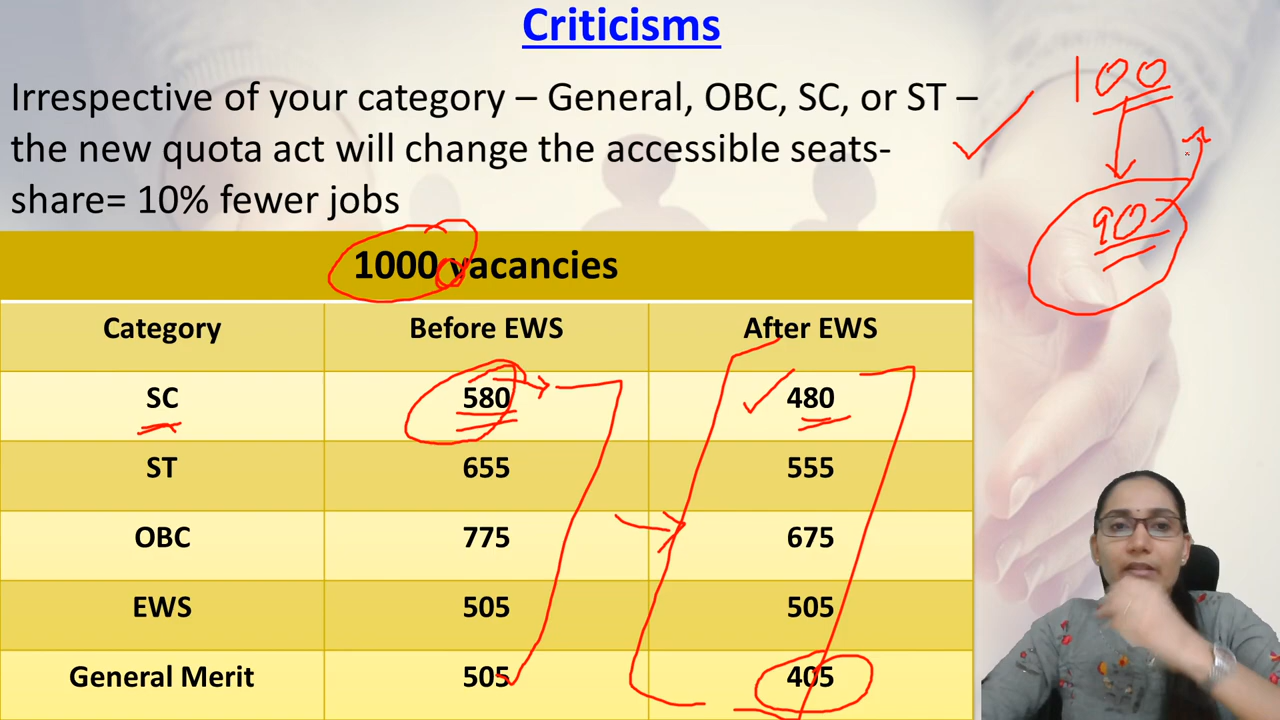 Criticisms
Irrespective of your category – General, OBC, SC, or ST –
the new quota act will change the accessible seats-
share= 10% fewer jobs
100
90
1000 vacancies
Category Before EWS After EWS
SC 580 480
ST 655 555
OBC 775 675
EWS 505 505
General Merit 505 405